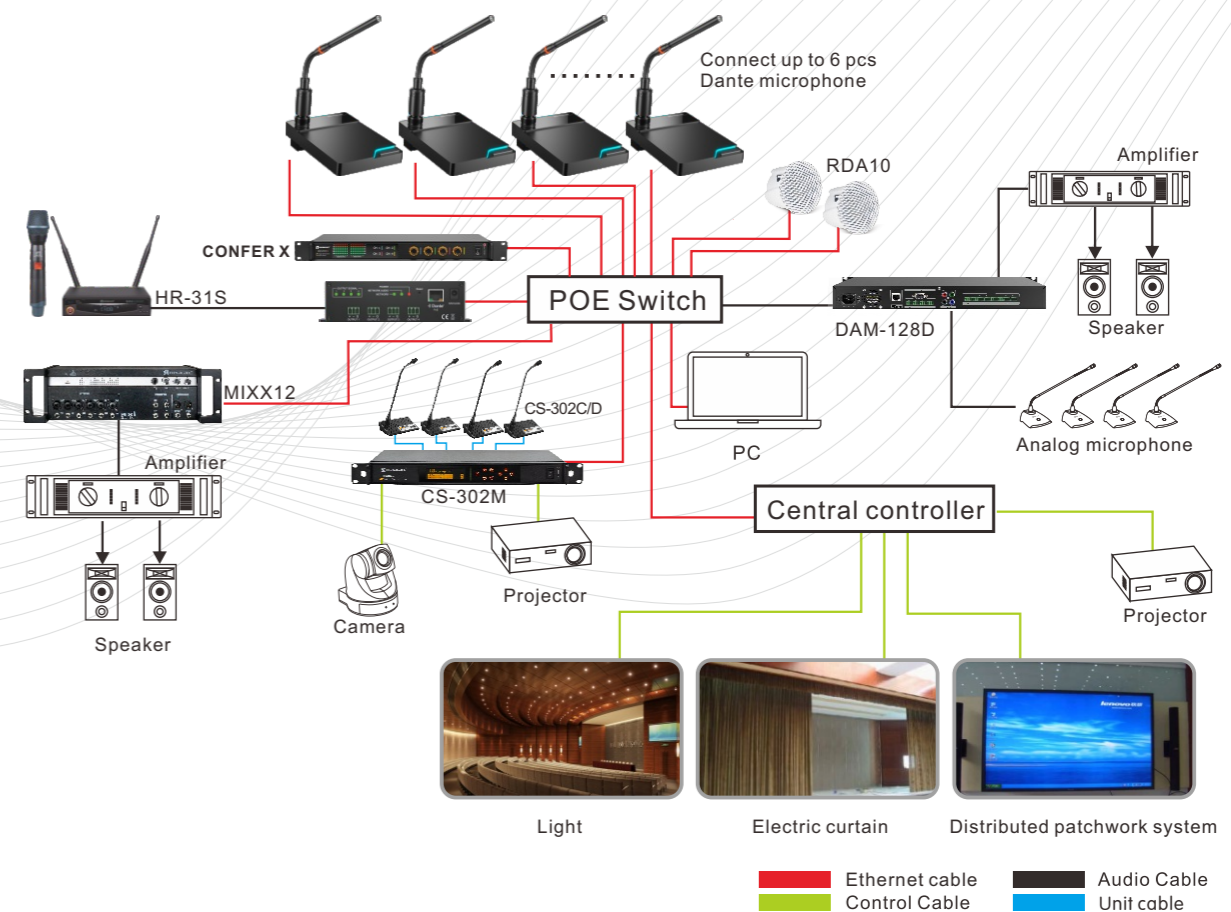 Connect up to 6 pcs
Dante microphone
Amplifier
RDA10
CONFER X
HR-31S
POE Switch
DAM-128D
Speaker
MIXX12
CS-302C/D
PC
Analog microphone
Amplifier
CS-302M
Central controller
Projector
Camera
Projector
Speaker
Light
Electric curtain
Distributed patchwork system
Ethernet cable
Audio Cable
Control Cable
Unit cable